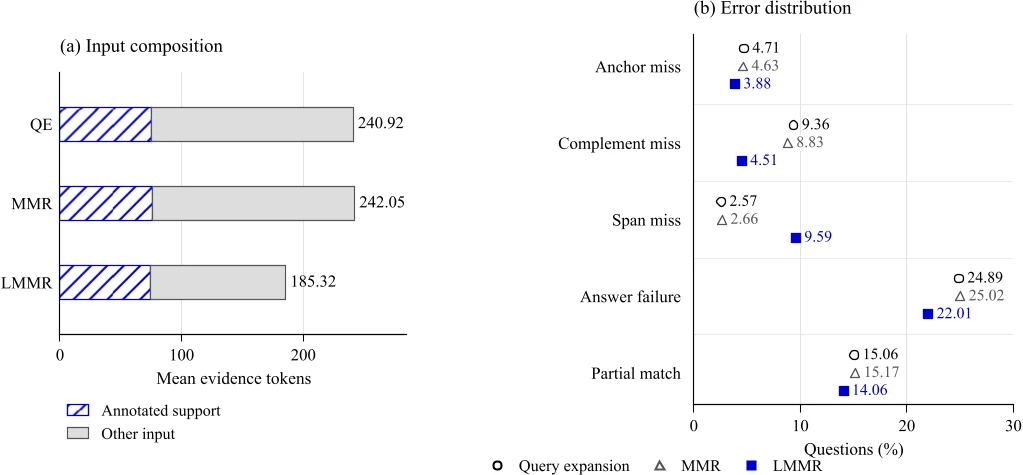 (a) Input composition
QE
240.92
MMR
242.05
LMMR
185.32
0 100 200
Mean evidence tokens
Annotated support
Other input
(b) Error distribution
Anchor miss
4.71
4.63
3.88
Complement miss
9.36
8.83
4.51
Span miss
2.57
2.66
9.59
Answer failure
24.89
25.02
22.01
Partial match
15.06
15.17
14.06
0 10 20 30
Questions (%)
Query expansion MMR LMMR